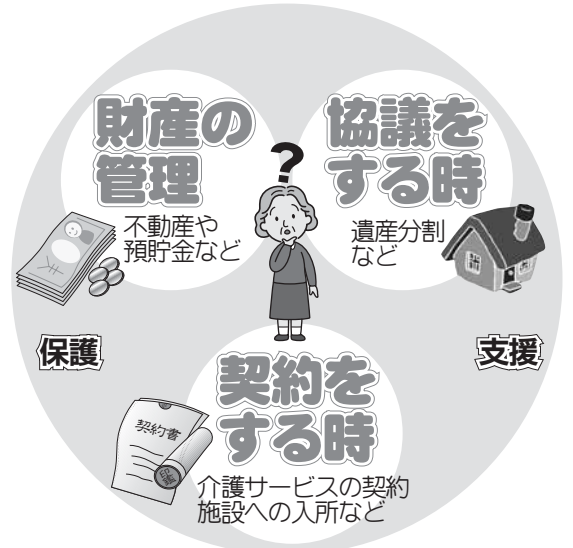 財産の
管理
不動産や
預貯金など
?
協議を
する時
遺産分割
など
保護
支援
契約を
する時
契約書
介護サービスの契約
施設への入所など